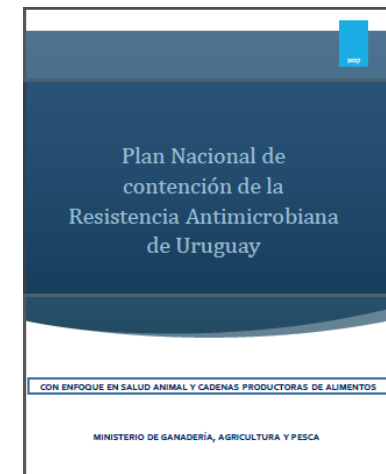 2017
Plan Nacional de
contención de la
Resistencia Antimicrobiana
de Uruguay
CON ENFOQUE EN SALUD ANIMAL Y CADENAS PRODUCTORAS DE ALIMENTOS
MINISTERIO DE GANADERÍA, AGRICULTURA Y PESCA